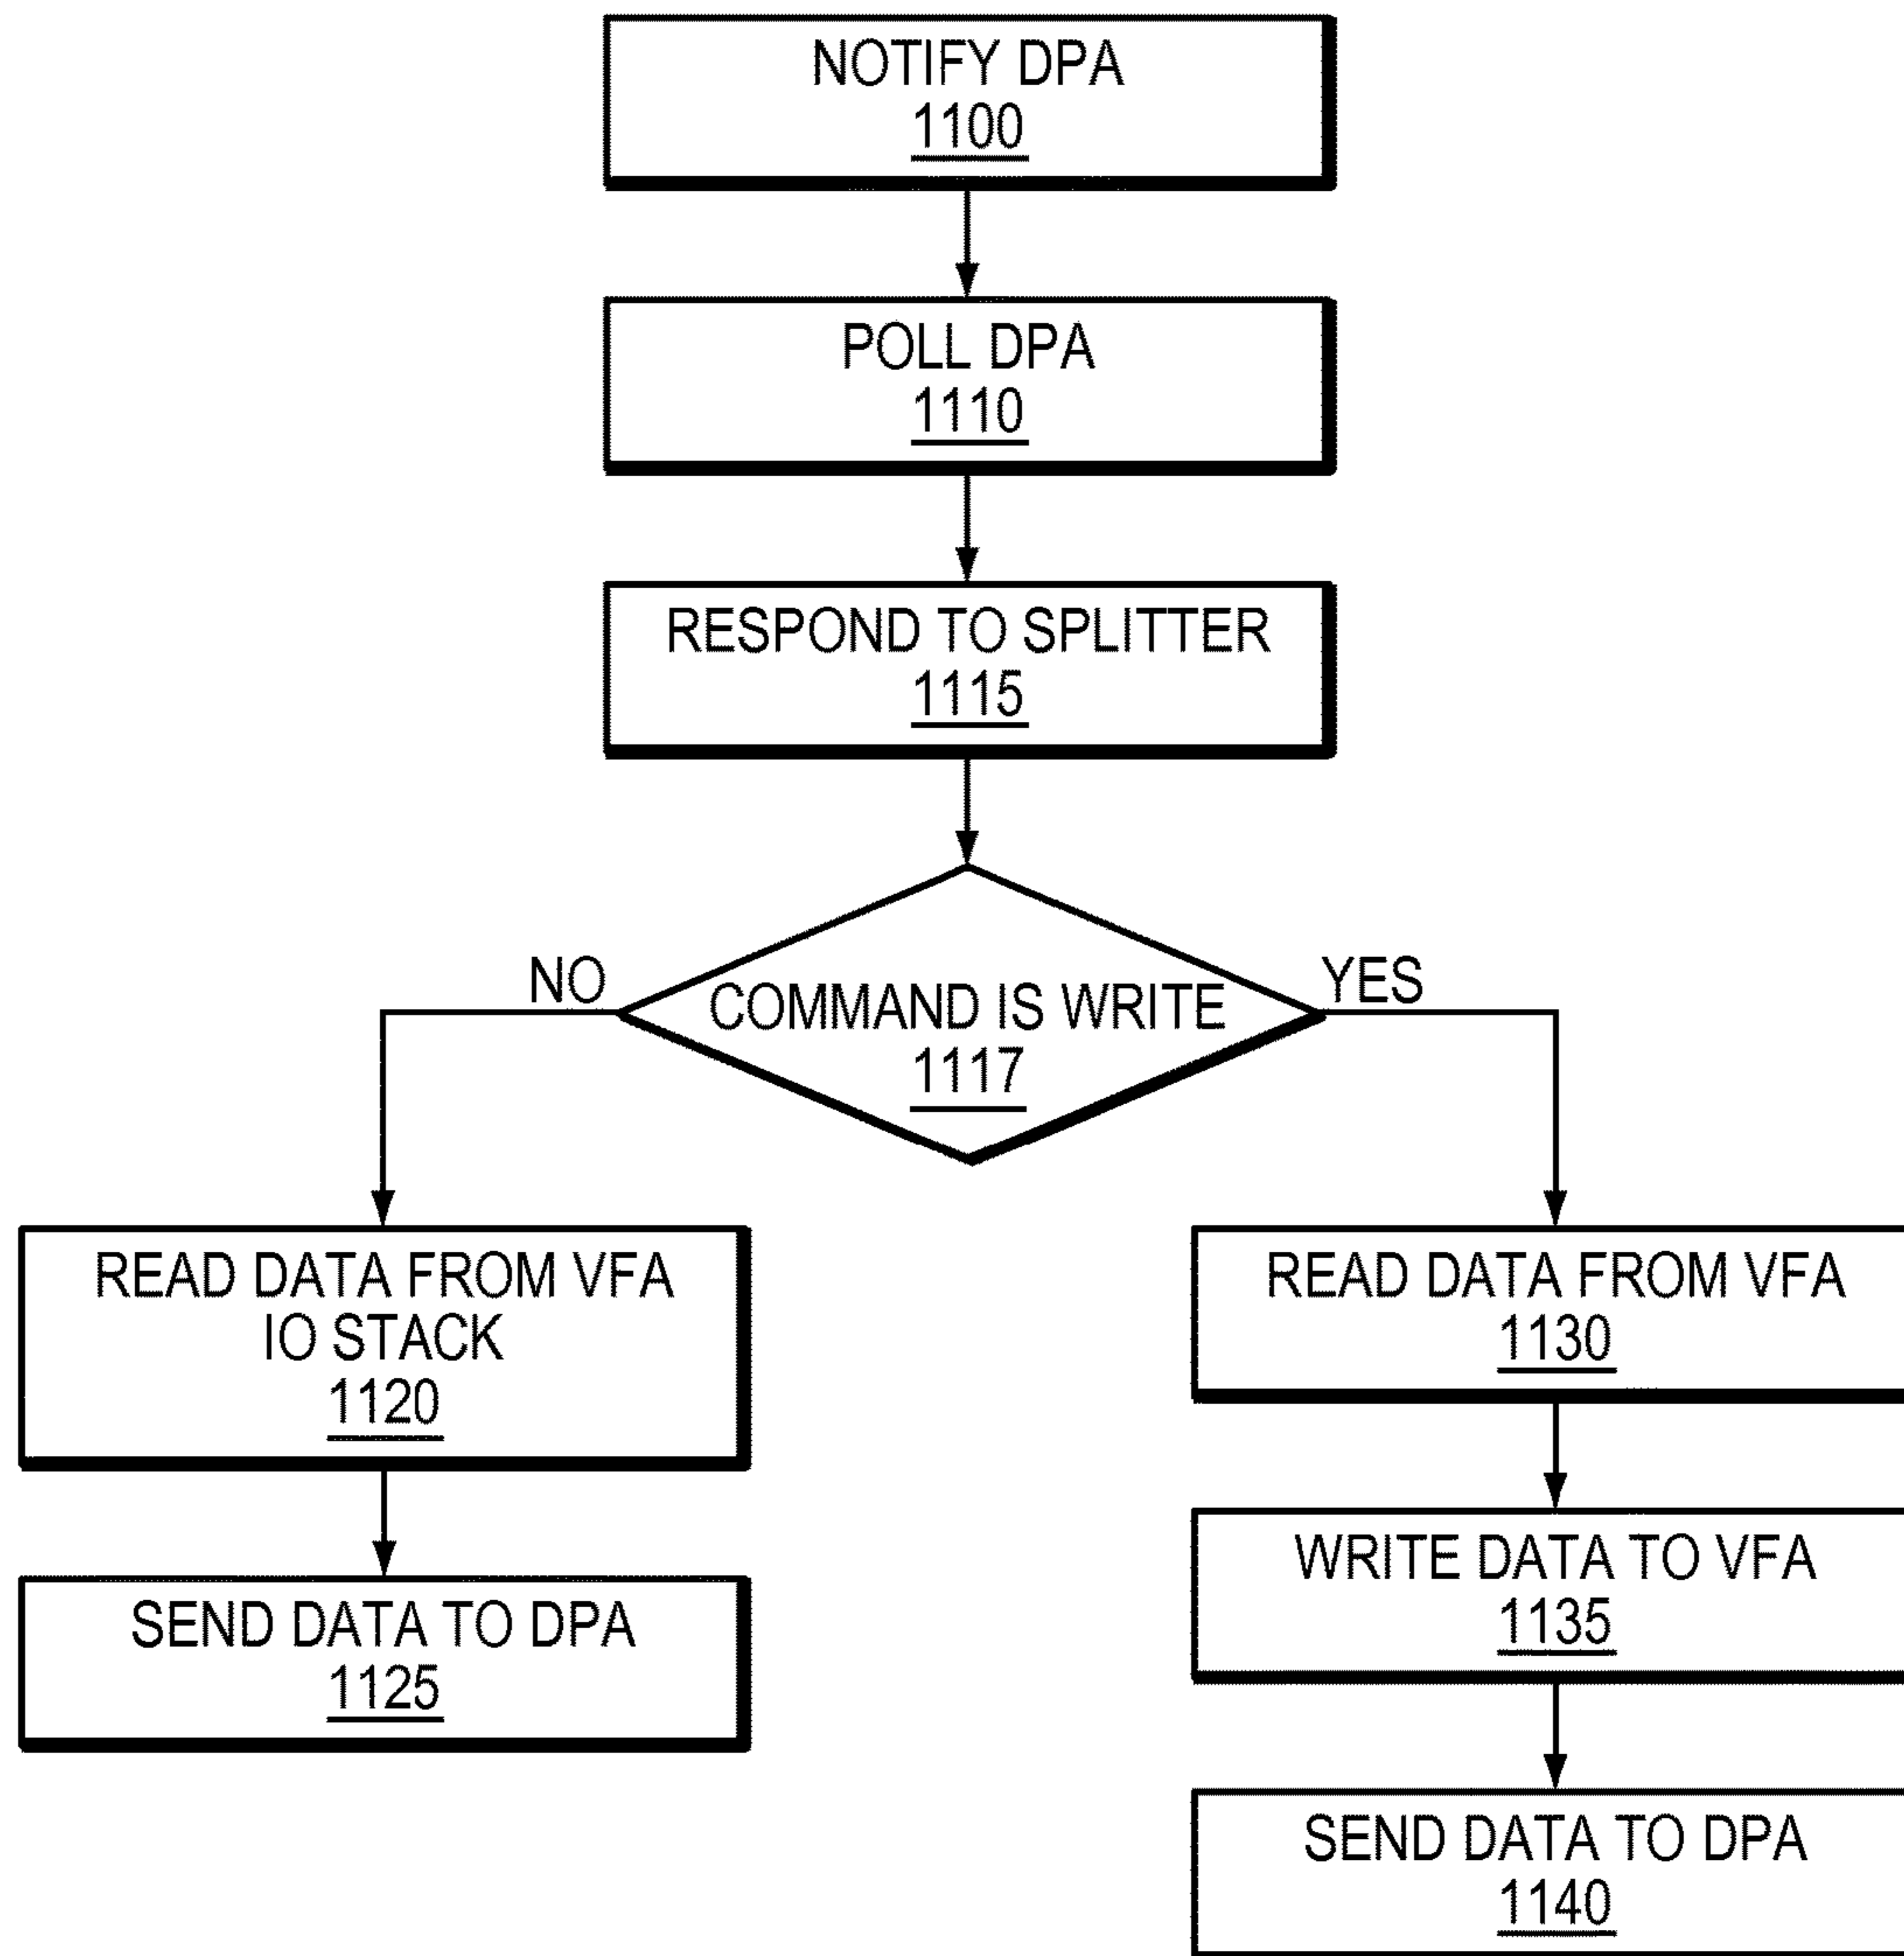 NOTIFY DPA
1100
POLL DPA
1110
RESPOND TO SPLITTER
1115
NO
YES
COMMAND IS WRITE
1117
READ DATA FROM VFA
IO STACK
1120
SEND DATA TO DPA
1125
READ DATA FROM VFA
1130
WRITE DATA TO VFA
1135
SEND DATA TO DPA
1140